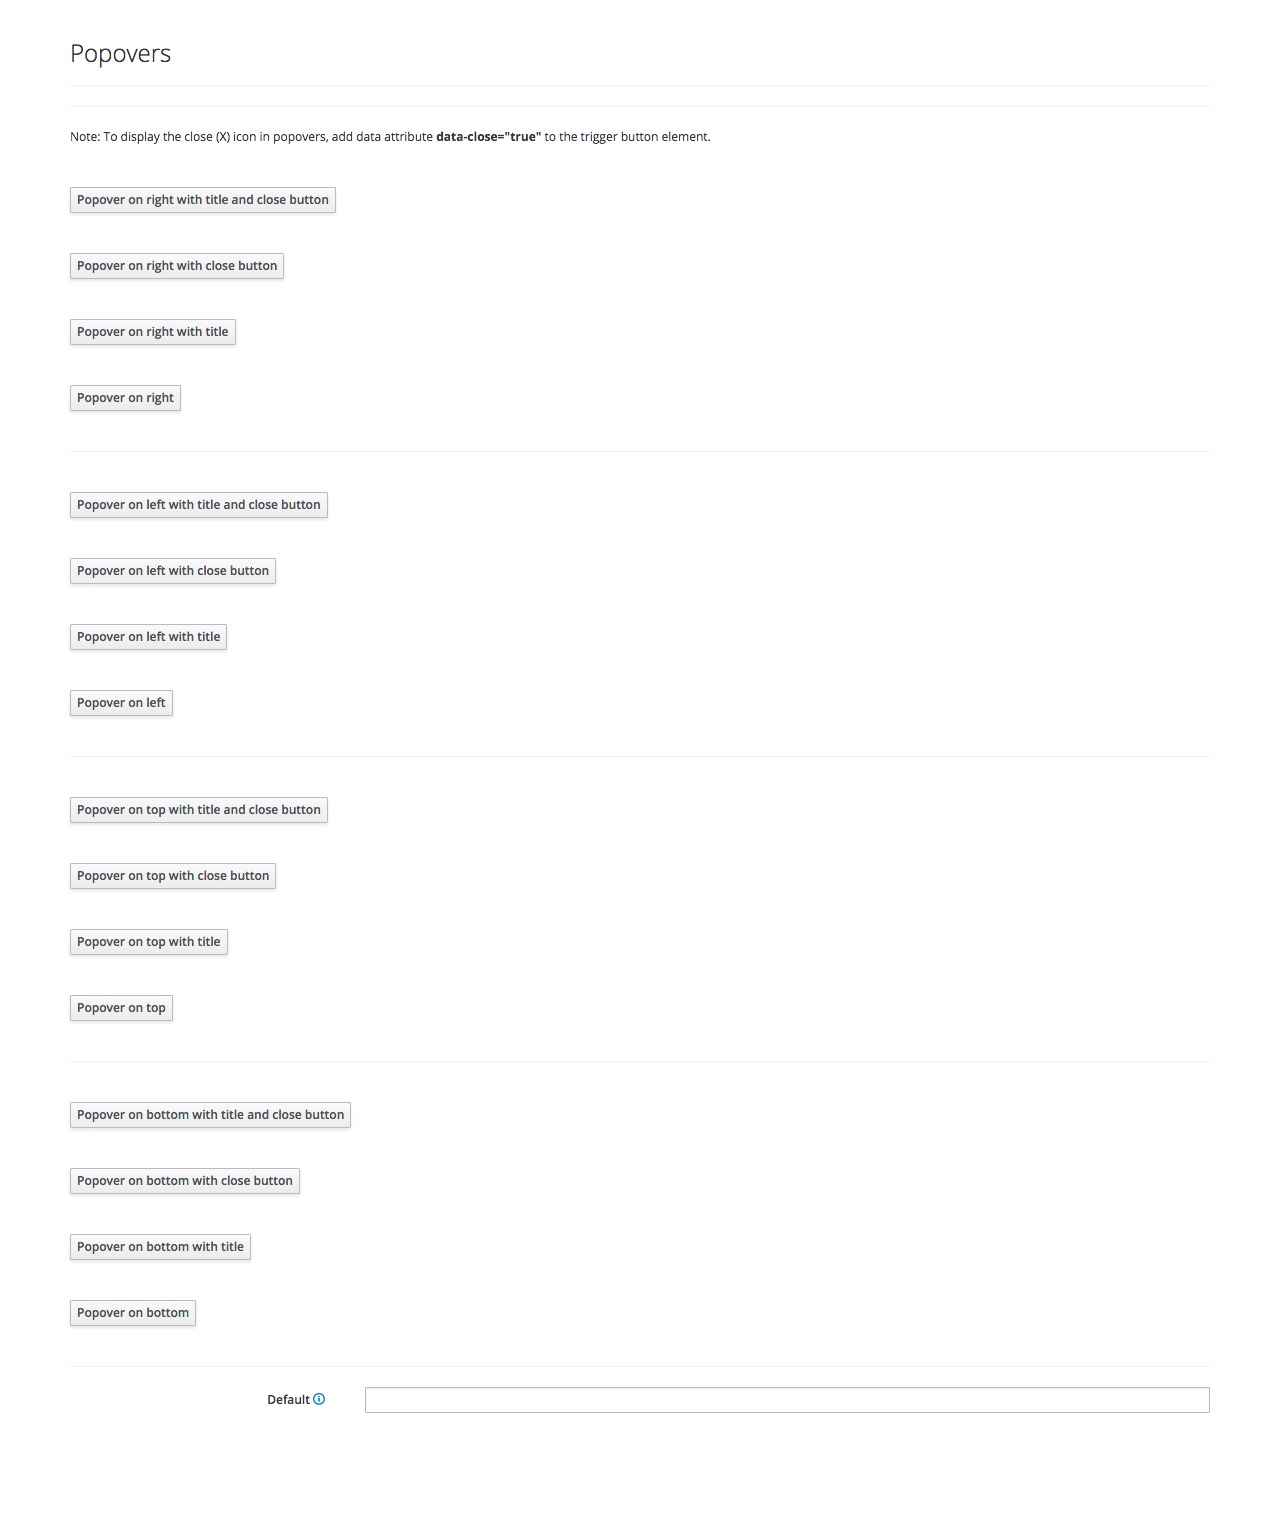 Popovers
Note: To display the close (X) icon in popovers, add data attribute data-close="true" to the trigger button element.
Popover on right with title and close button
Popover on right with close button
Popover on right with title
Popover on right
Popover on left with title and close button
Popover on left with close button
Popover on left with title
Popover on left
Popover on top with title and close button
Popover on top with close button
Popover on top with title
Popover on top
Popover on bottom with title and close button
Popover on bottom with close button
Popover on bottom with title
Popover on bottom
Default